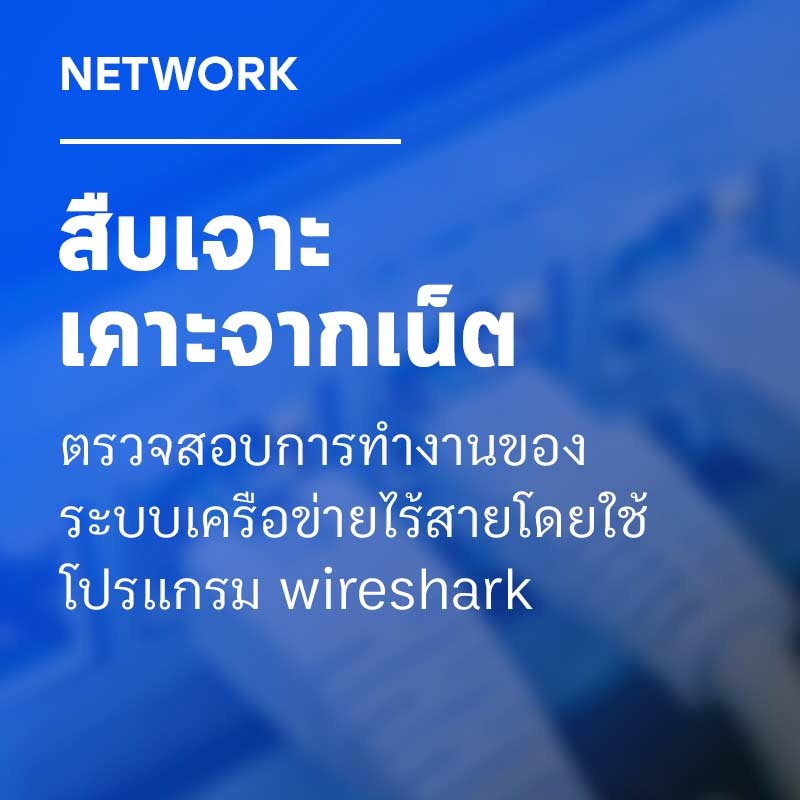 NETWORK
สืบเจาะ
เคาะจากเน็ต
ตรวจสอบการทำงานของ
ระบบเครือข่ายไร้สายโดยใช้
โปรแกรม wireshark